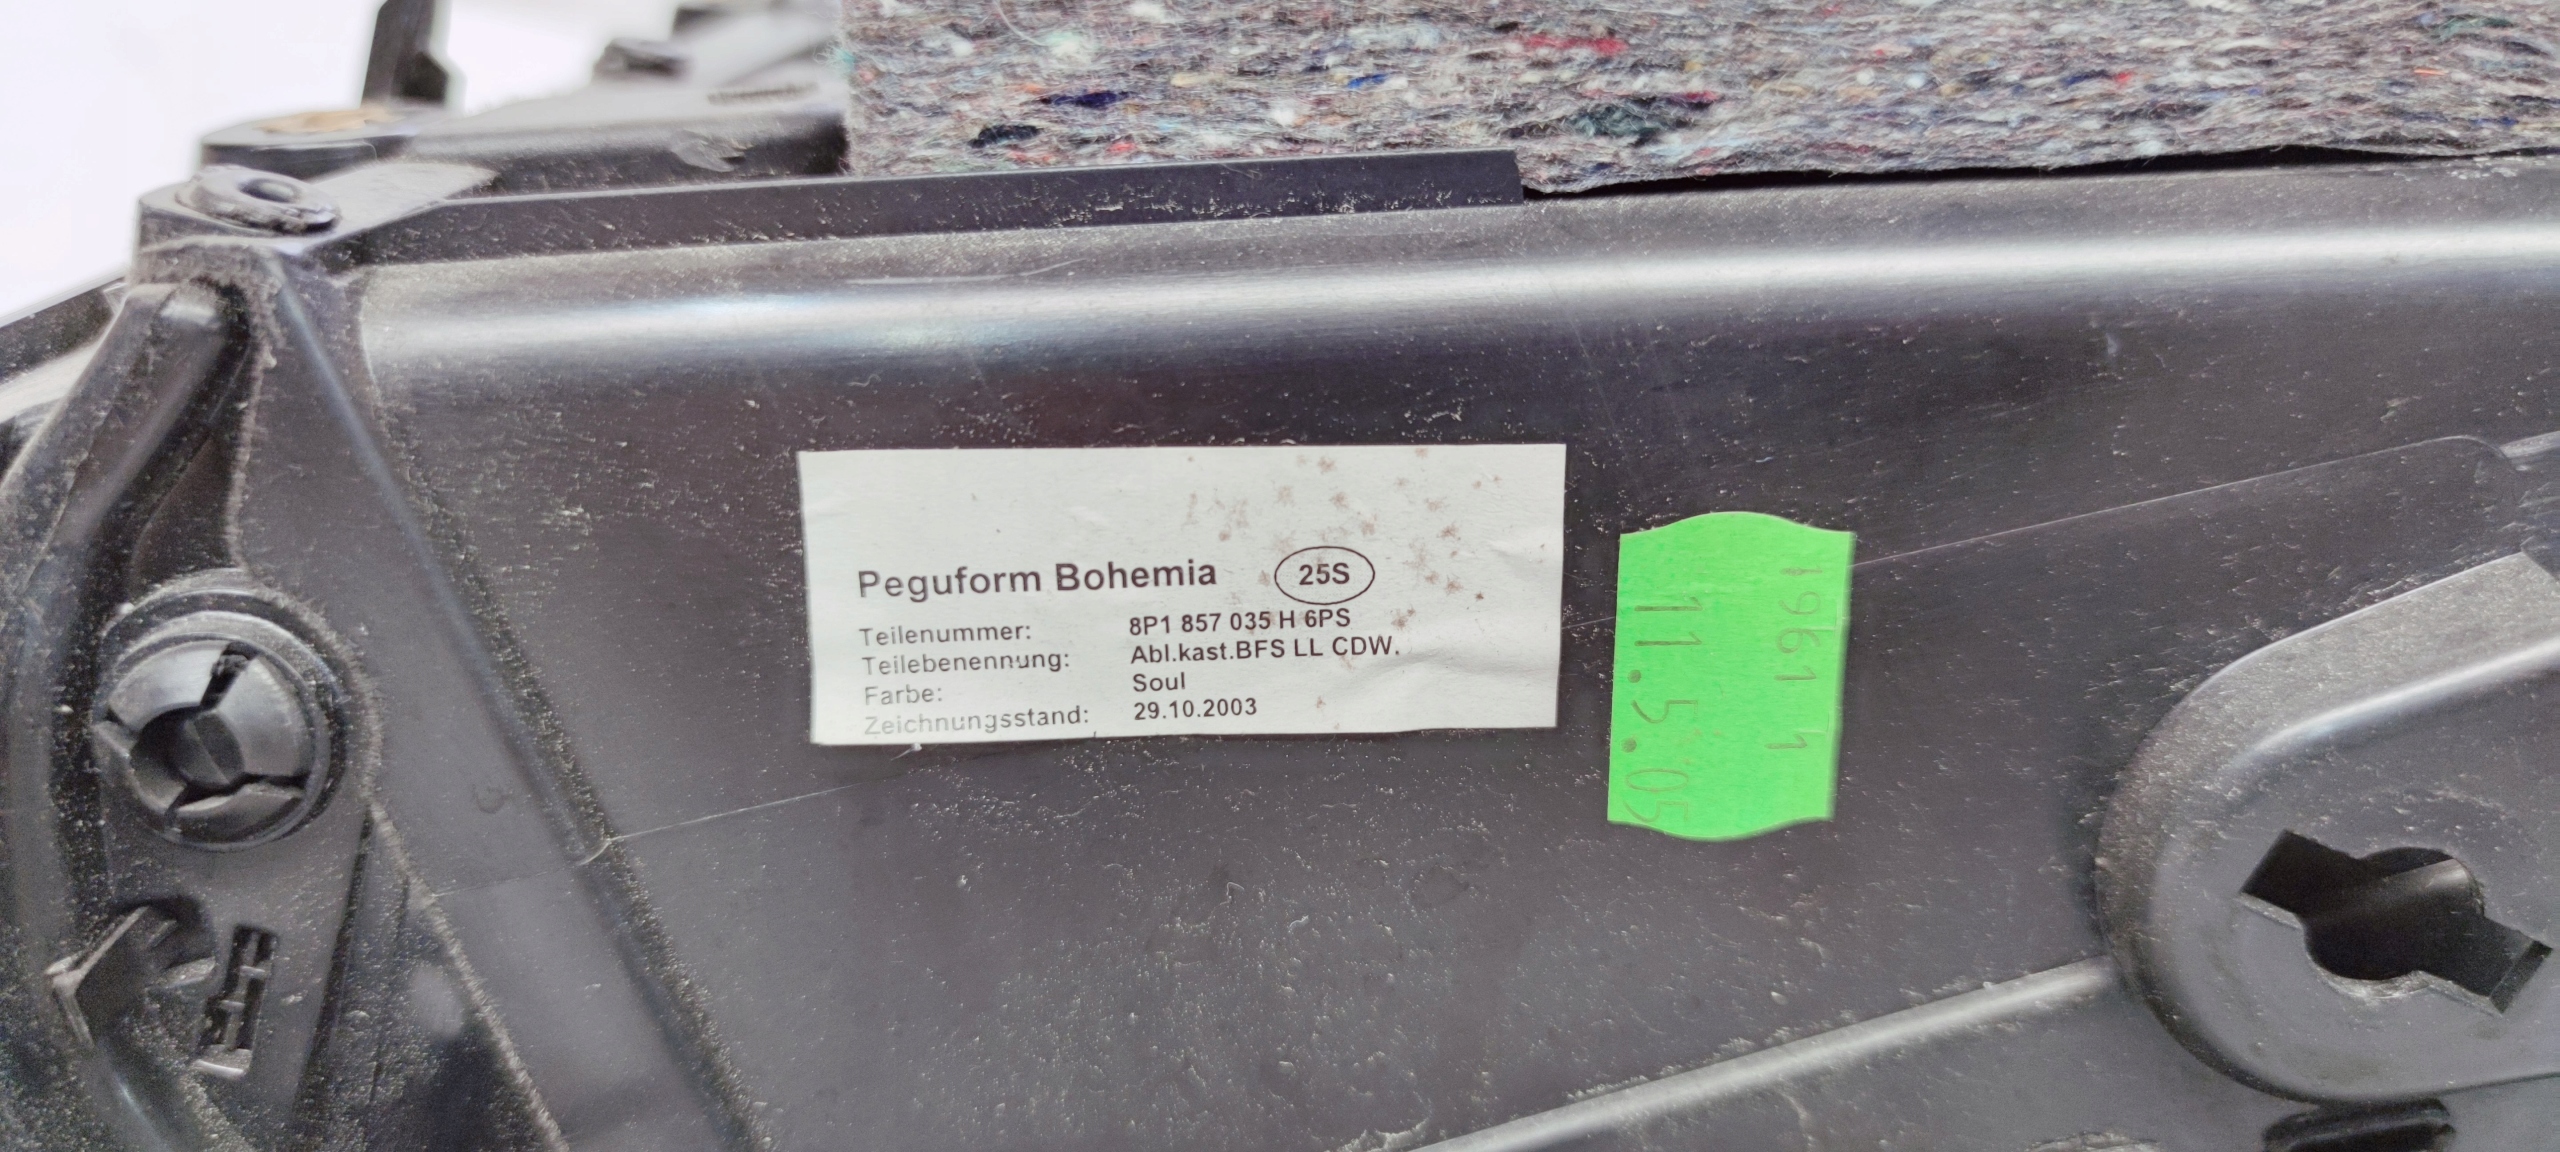 Peguform Bohemia 25S
Teilenummer: 8P1 857 035 H 6PS
Teilebenennung: Abl.kast.BFS LL CDW.
Farbe: Soul
Zeichnungsstand: 29.10.2003
1961 1
11.5.05